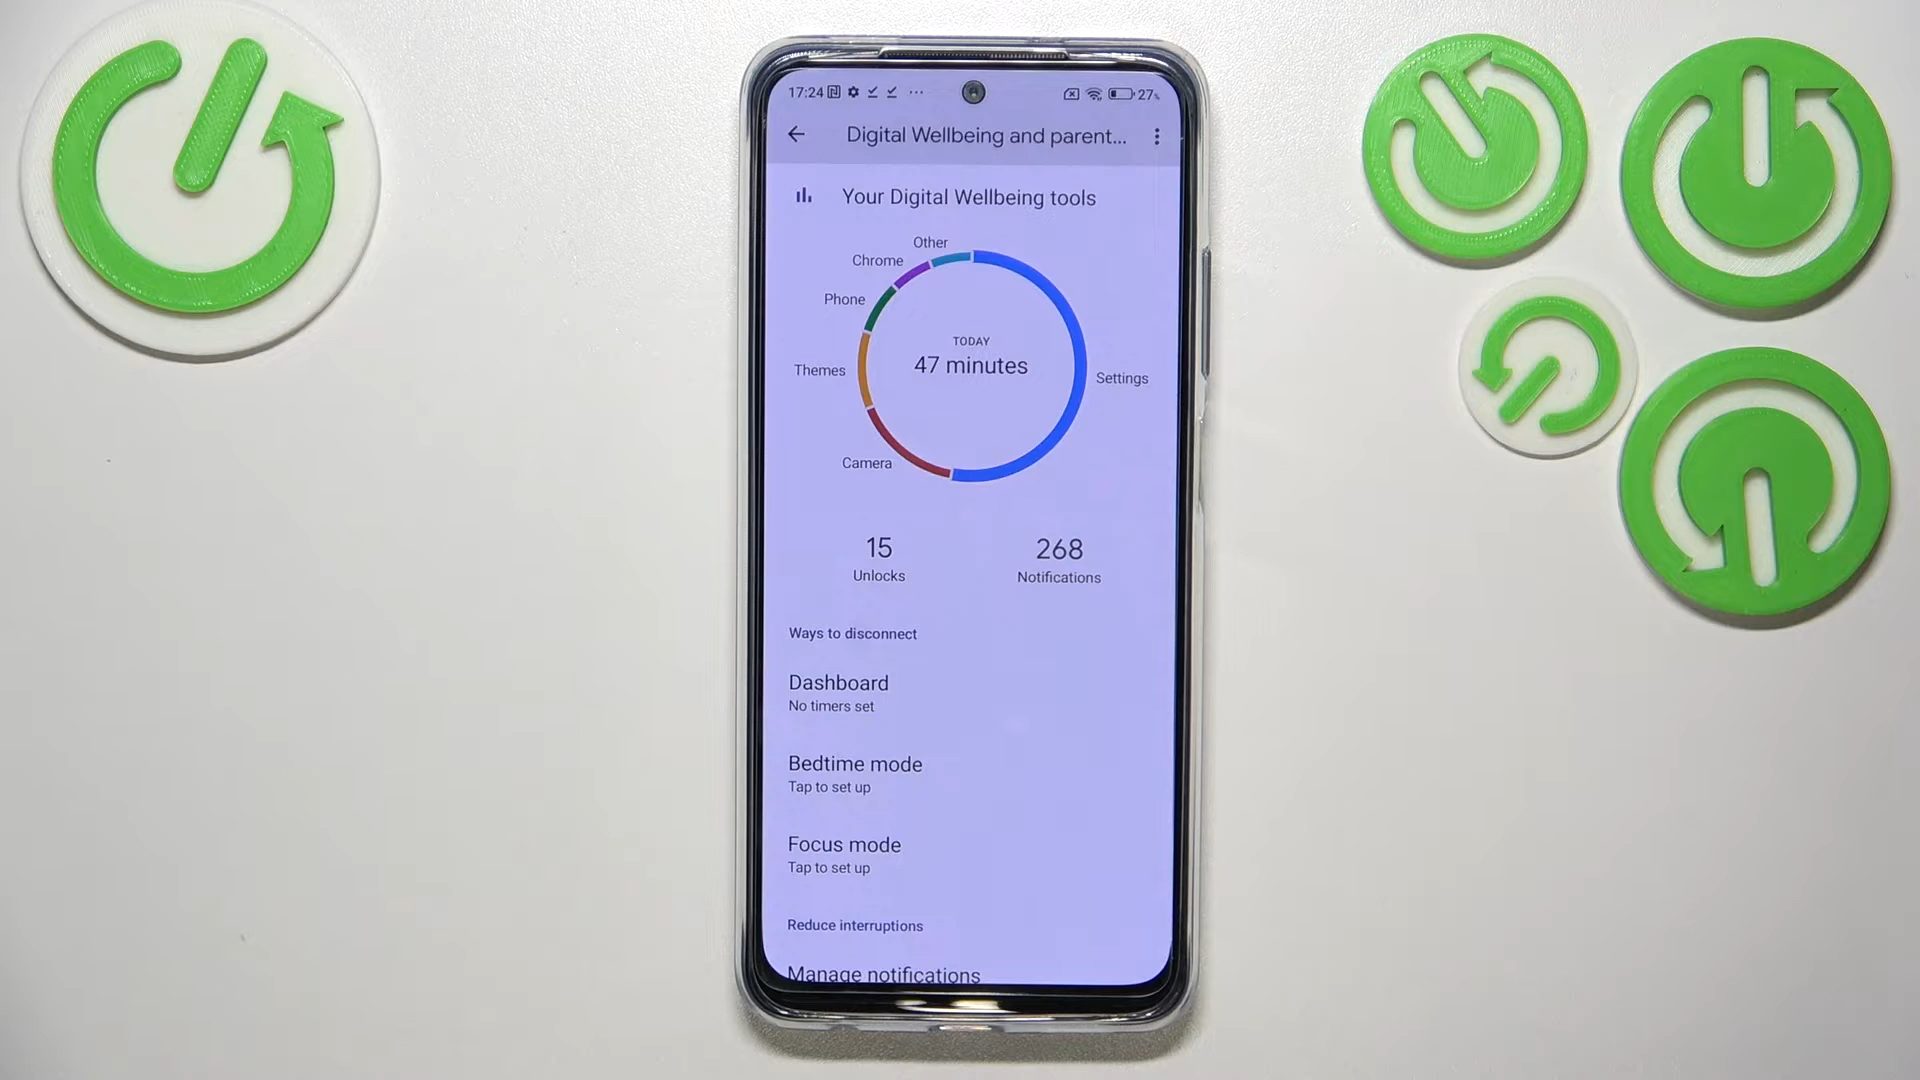 17:24 27%
Digital Wellbeing and parent...
Your Digital Wellbeing tools
Other
Chrome
Phone
Themes
Camera
Settings
TODAY
47 minutes
15
Unlocks
268
Notifications
Ways to disconnect
Dashboard
No timers set
Bedtime mode
Tap to set up
Focus mode
Tap to set up
Reduce interruptions
Manage notifications